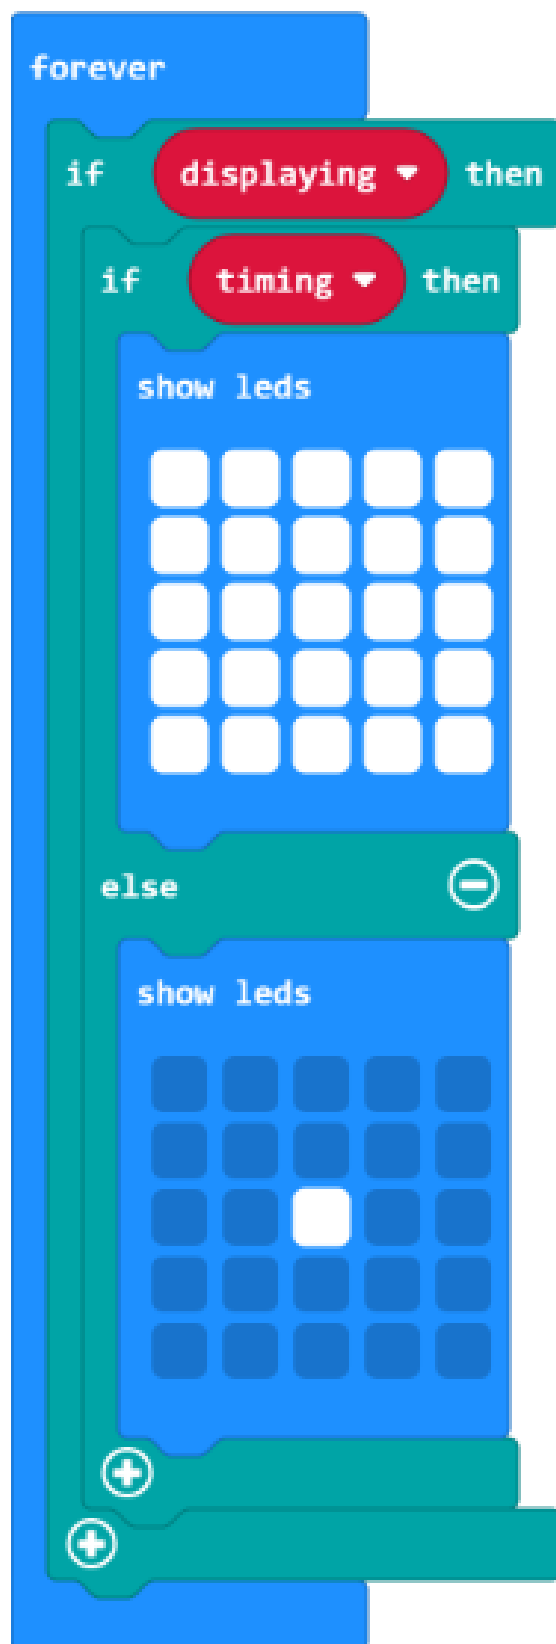 forever
if displaying then
if timing then
show leds
else
show leds